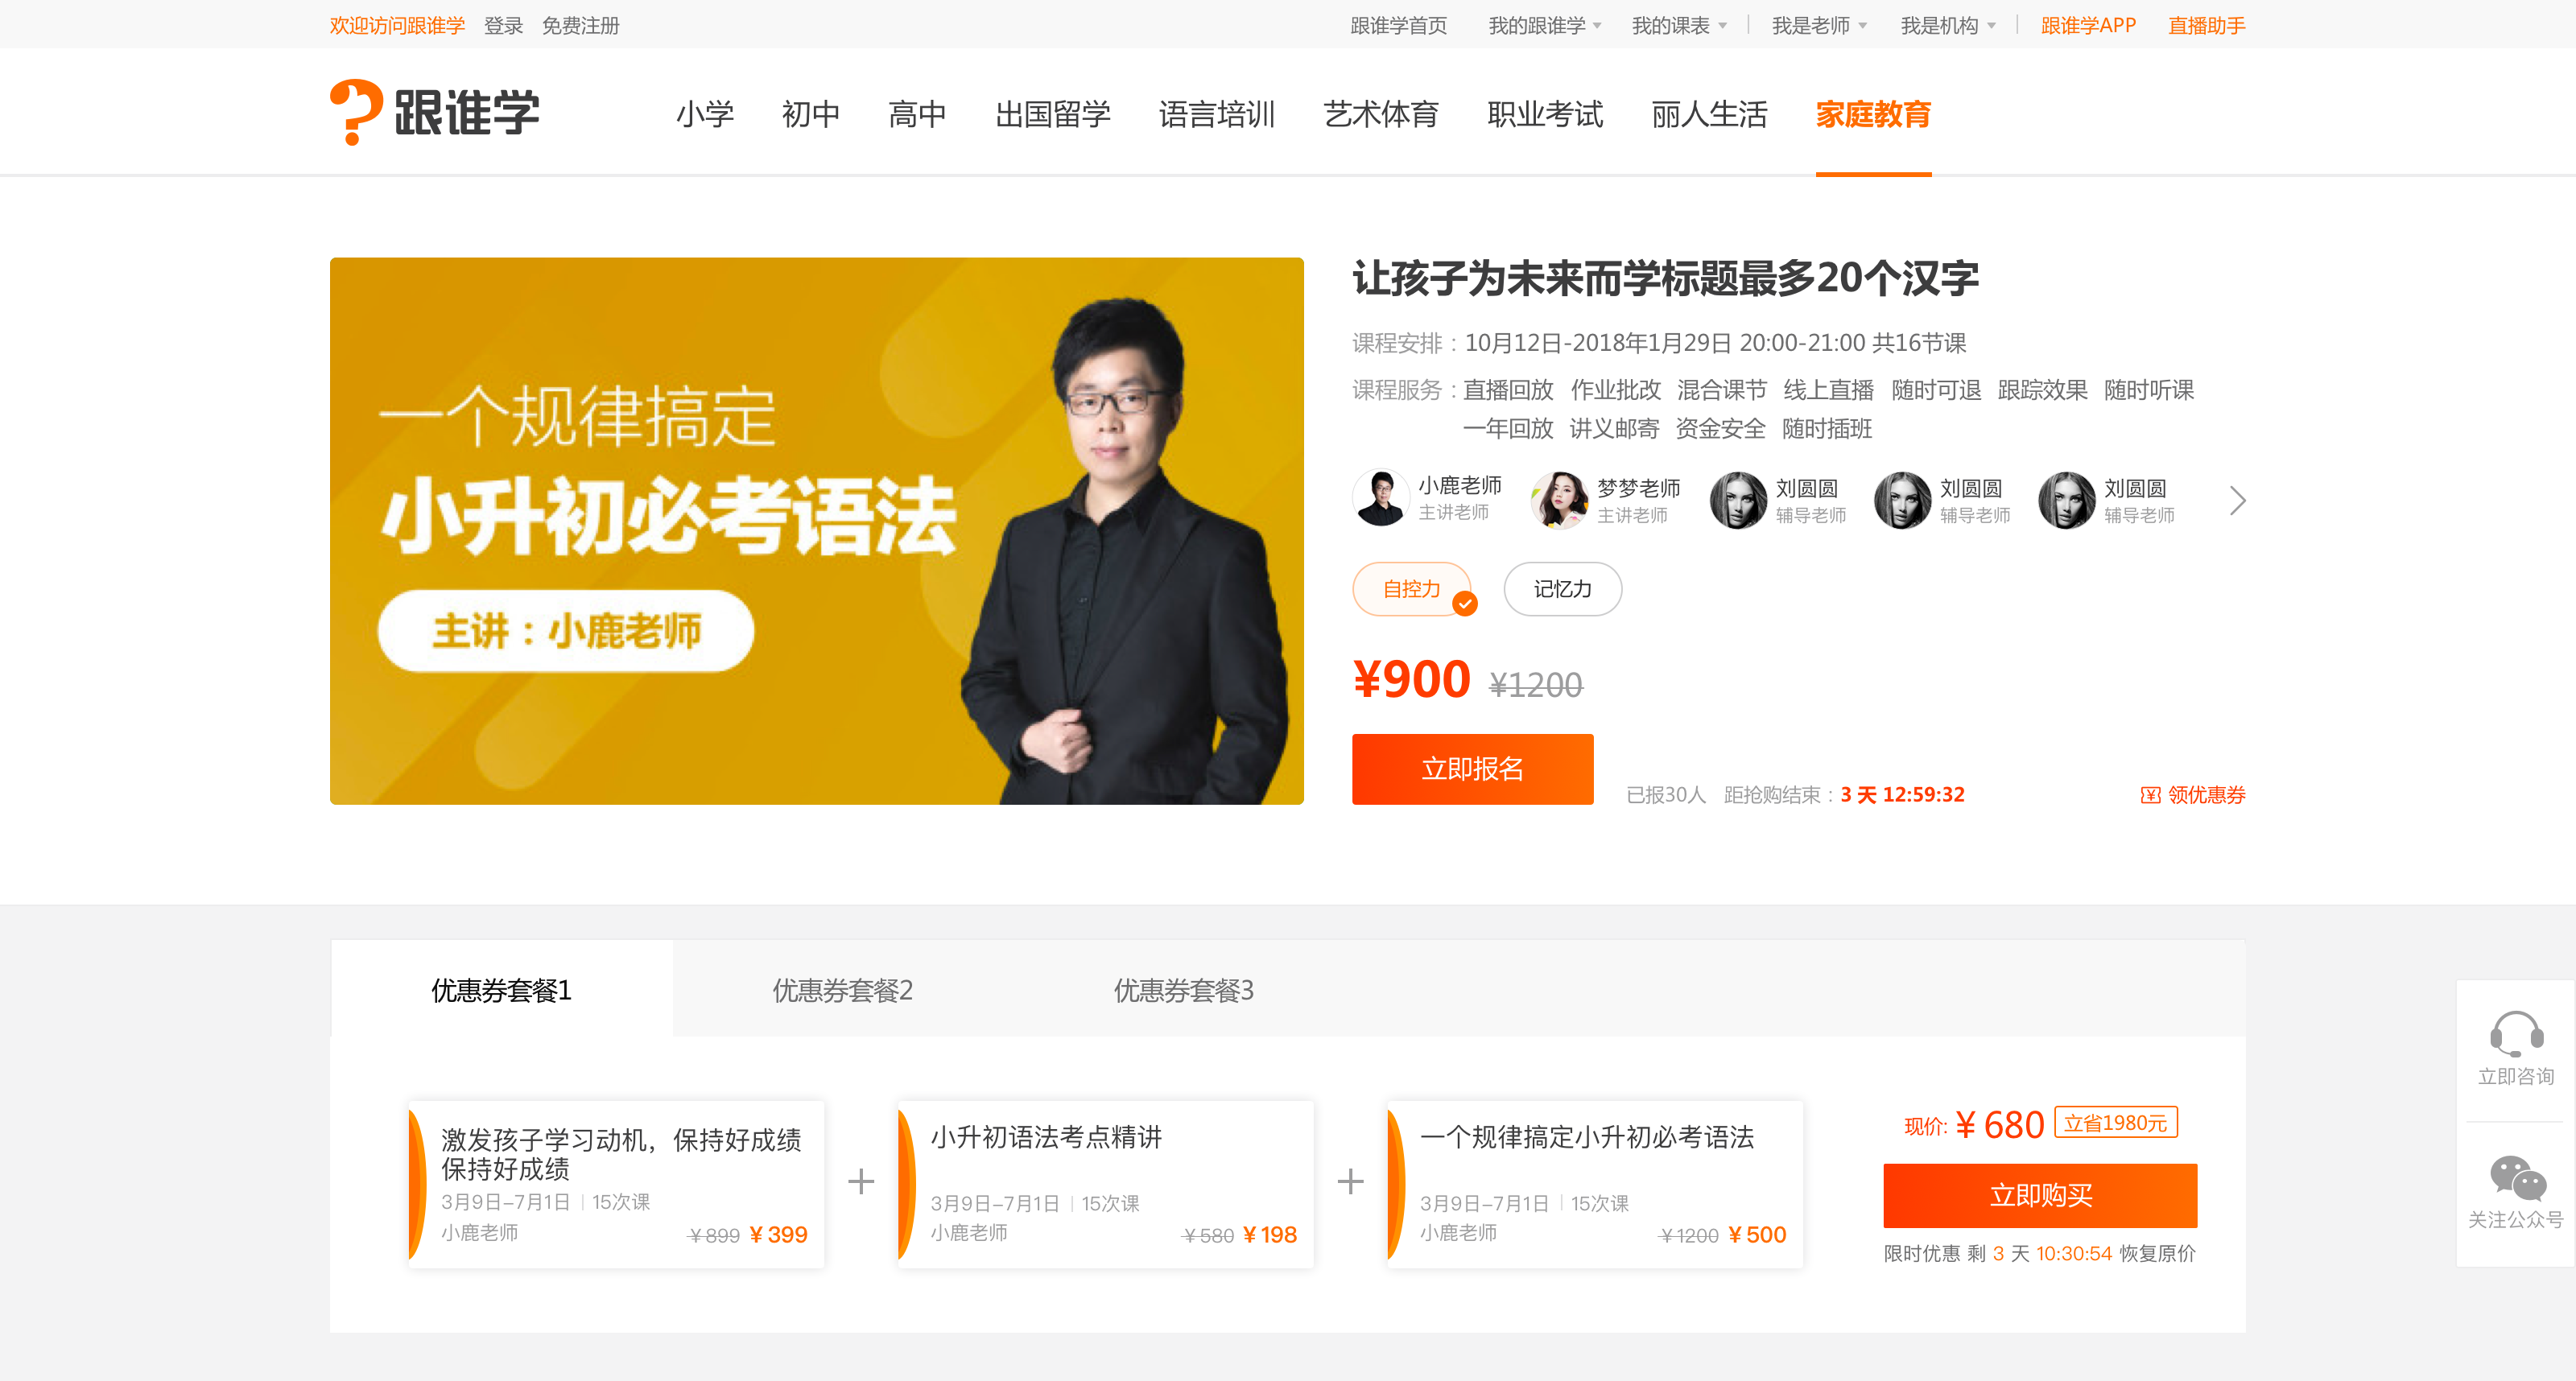 欢迎访问跟谁学 登录 免费注册 跟谁学首页 我的跟谁学 我的课表 我是老师 我是机构 跟谁学APP 直播助手
跟谁学 小学 初中 高中 出国留学 语言培训 艺术体育 职业考试 丽人生活 家庭教育
一个规律搞定
小升初必考语法
主讲：小鹿老师
让孩子为未来而学标题最多20个汉字
课程安排：10月12日-2018年1月29日 20:00-21:00 共16节课
课程服务：直播回放 作业批改 混合课节 线上直播 随时可退 跟踪效果 随时听课
一年回放 讲义邮寄 资金安全 随时插班
小鹿老师 梦梦老师 刘圆圆 刘圆圆 刘圆圆
主讲老师 主讲老师 辅导老师 辅导老师 辅导老师
自控力 记忆力
¥900 ¥1200
立即报名 已报30人 距抢购结束：3 天 12:59:32 领优惠券
优惠券套餐1 优惠券套餐2 优惠券套餐3
激发孩子学习动机，保持好成绩
保持好成绩
3月9日–7月1日 15次课
小鹿老师 ¥899 ¥399
小升初语法考点精讲
3月9日–7月1日 15次课
小鹿老师 ¥580 ¥198
一个规律搞定小升初必考语法
3月9日–7月1日 15次课
小鹿老师 ¥1200 ¥500
现价: ¥680 立省1980元
立即购买
限时优惠 剩 3 天 10:30:54 恢复原价
立即咨询
关注公众号